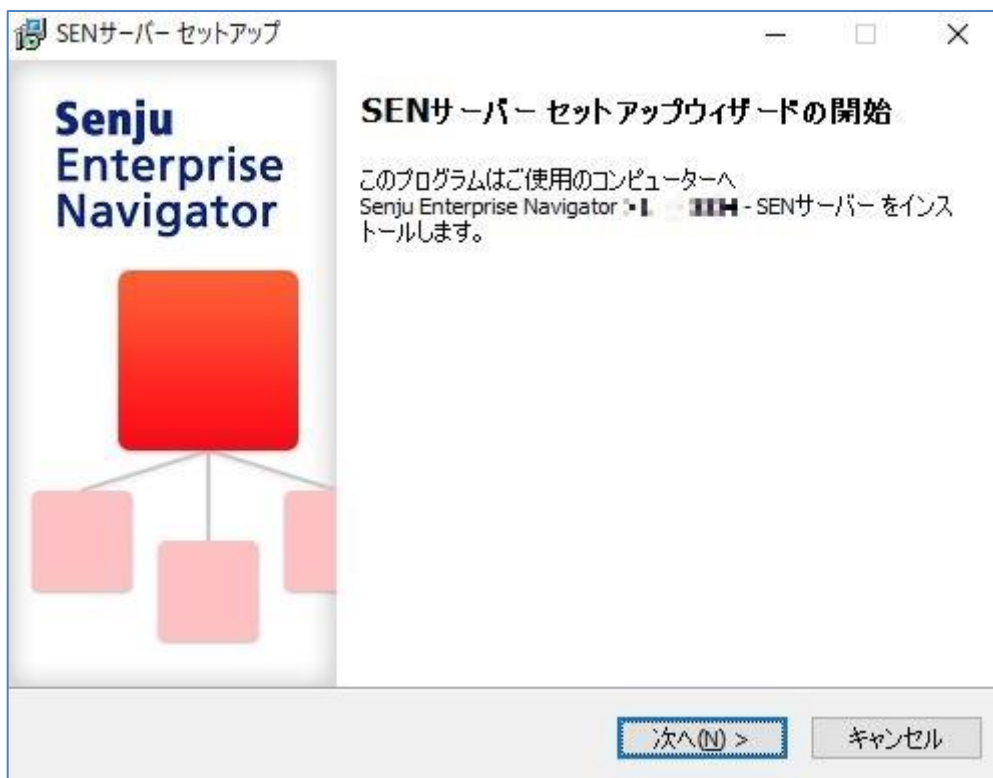 SENサーバー セットアップ
Senju
Enterprise
Navigator
SENサーバー セットアップウィザードの開始
このプログラムはご使用のコンピューターへ
Senju Enterprise Navigator - SENサーバー をインス
トールします。
次へ(N) >
キャンセル